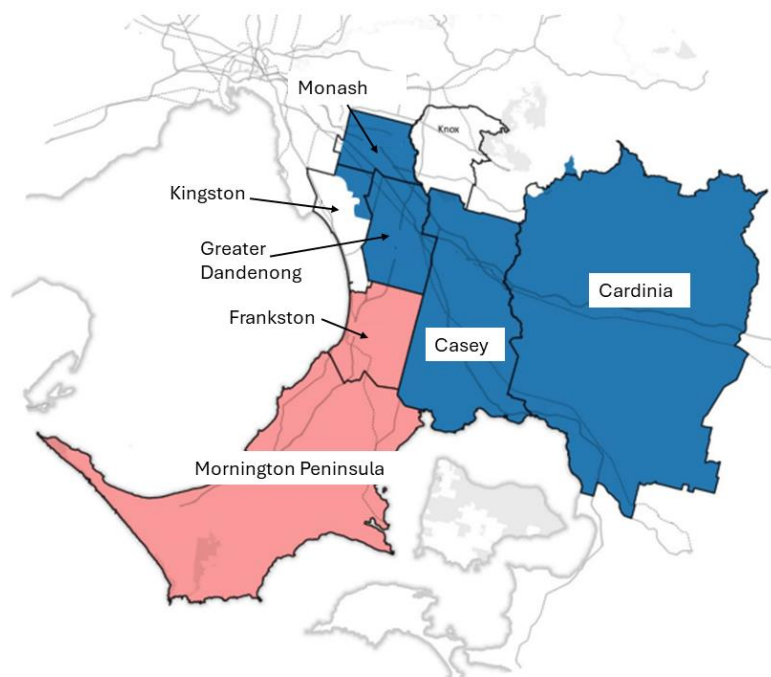 Monash
Knox
Kingston
Greater
Dandenong
Cardinia
Frankston
Casey
Mornington Peninsula